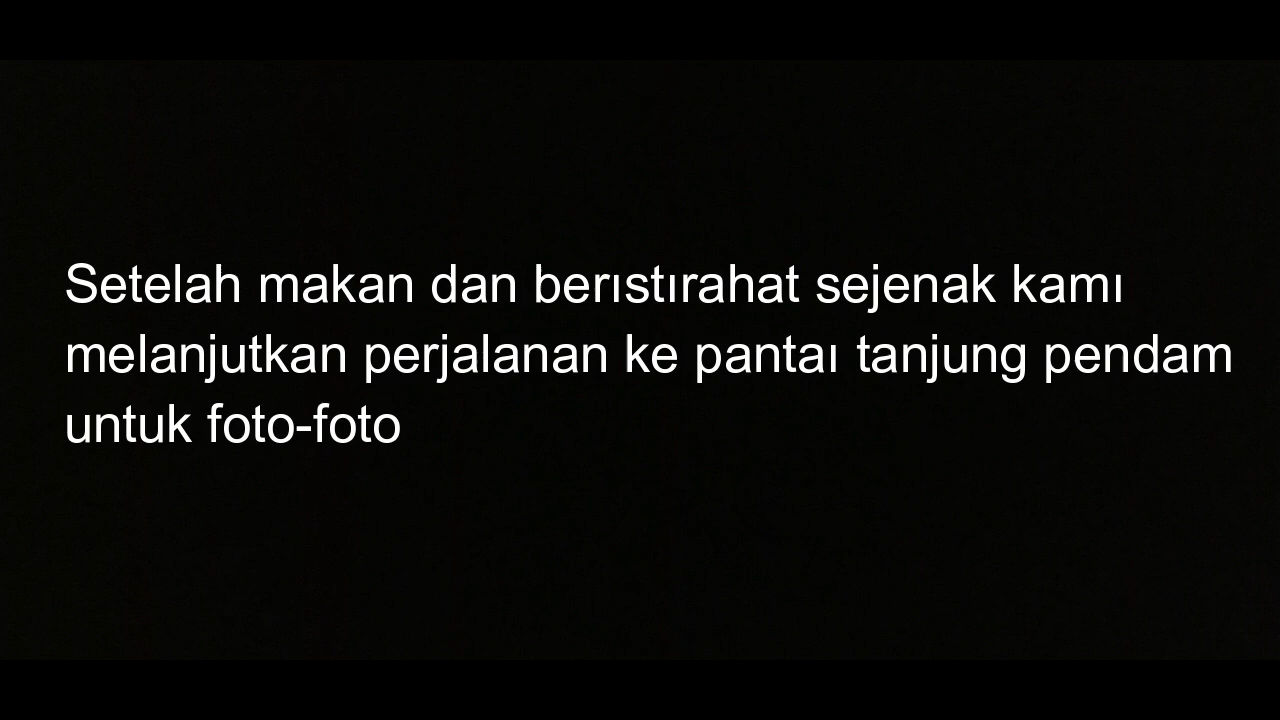 Setelah makan dan berıstırahat sejenak kamı
melanjutkan perjalanan ke pantaı tanjung pendam
untuk foto-foto